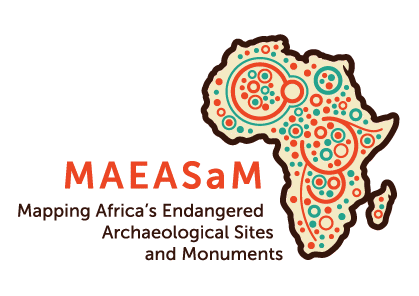 MAEASaM
Mapping Africa's Endangered
Archaeological Sites
and Monuments